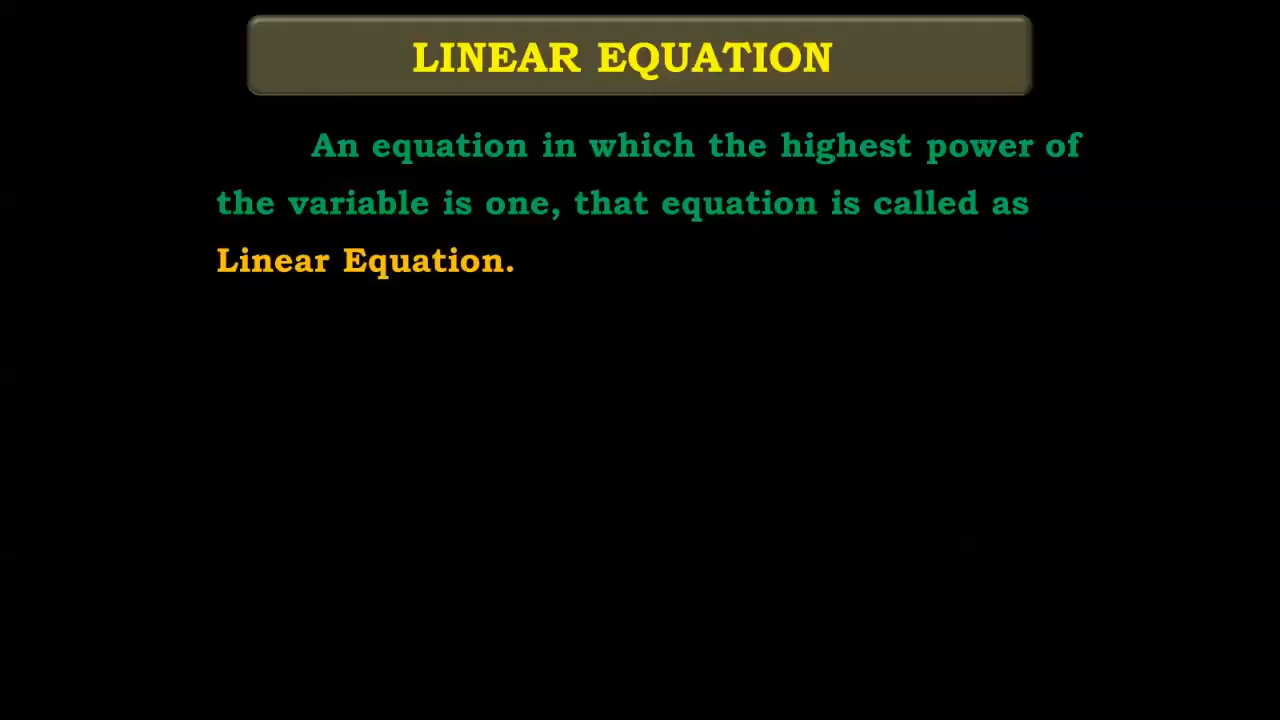 LINEAR EQUATION
An equation in which the highest power of
the variable is one, that equation is called as
Linear Equation.